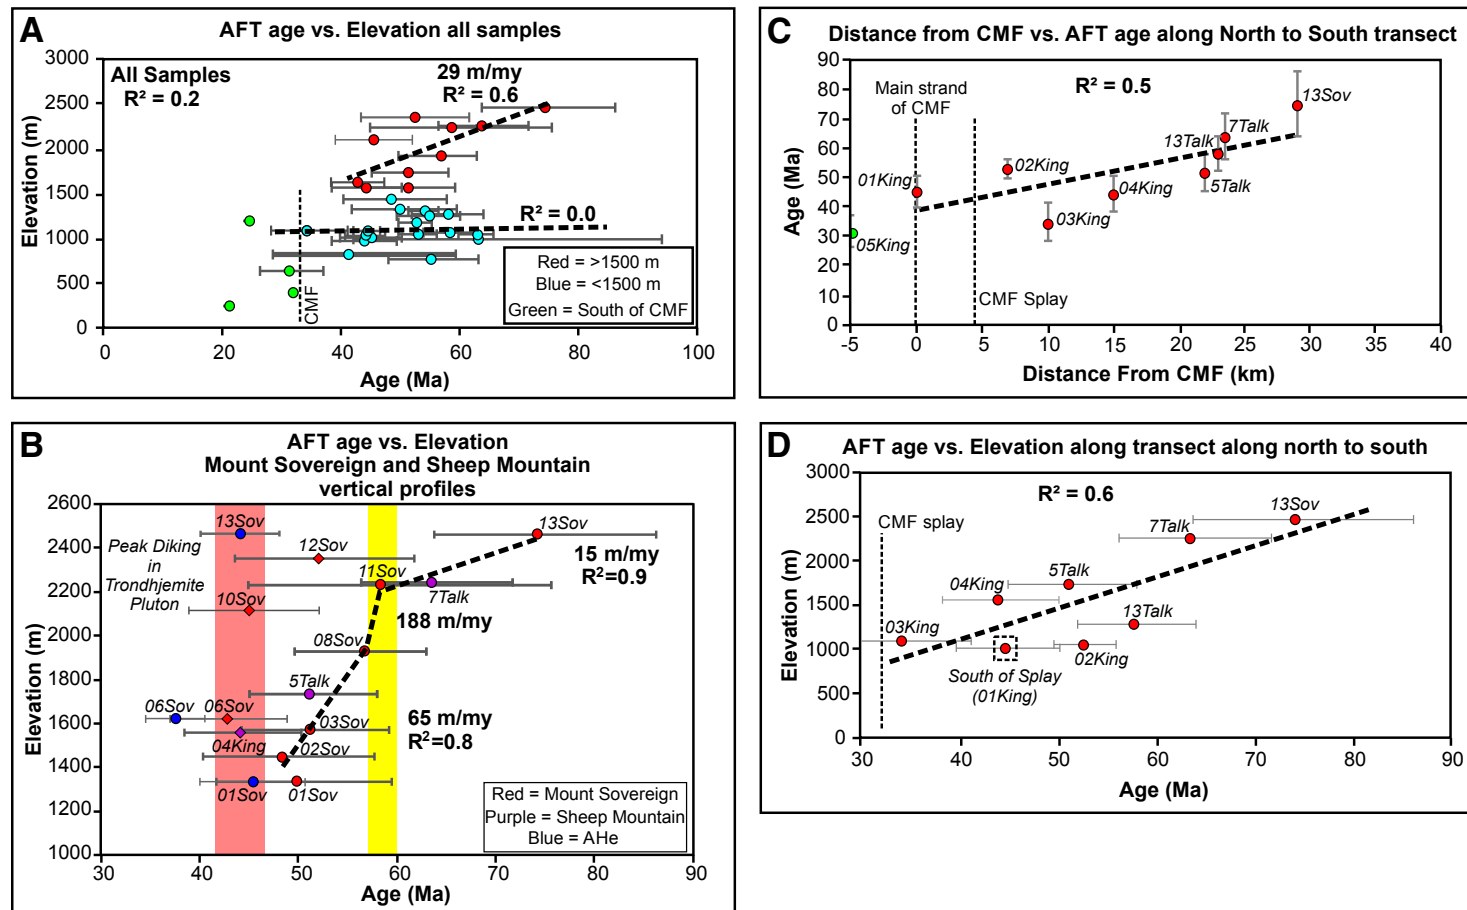 A
AFT age vs. Elevation all samples
3000
2500
2000
1500
1000
500
0
Elevation (m)
All Samples
R² = 0.2
29 m/my
R² = 0.6
R² = 0.0
CMF
Red = >1500 m
Blue = <1500 m
Green = South of CMF
0
20
40
60
80
100
Age (Ma)
C
Distance from CMF vs. AFT age along North to South transect
90
80
70
60
50
40
30
20
10
0
Age (Ma)
Main strand
of CMF
R² = 0.5
13Sov
7Talk
13Talk
5Talk
02King
01King
04King
03King
05King
CMF Splay
-5
0
5
10
15
20
25
30
35
40
Distance From CMF (km)
B
AFT age vs. Elevation
Mount Sovereign and Sheep Mountain
vertical profiles
2600
2400
2200
2000
1800
1600
1400
1200
1000
Elevation (m)
Peak Diking
in
Trondhjemite
Pluton
13Sov
12Sov
13Sov
15 m/my
R²=0.9
11Sov
7Talk
10Sov
188 m/my
08Sov
5Talk
06Sov
06Sov
03Sov
65 m/my
R²=0.8
04King
02Sov
01Sov
01Sov
Red = Mount Sovereign
Purple = Sheep Mountain
Blue = AHe
30
40
50
60
70
80
90
Age (Ma)
D
AFT age vs. Elevation along transect along north to south
3000
2500
2000
1500
1000
500
0
Elevation (m)
R² = 0.6
CMF splay
13Sov
7Talk
5Talk
04King
13Talk
03King
02King
South of Splay
(01King)
30
40
50
60
70
80
90
Age (Ma)